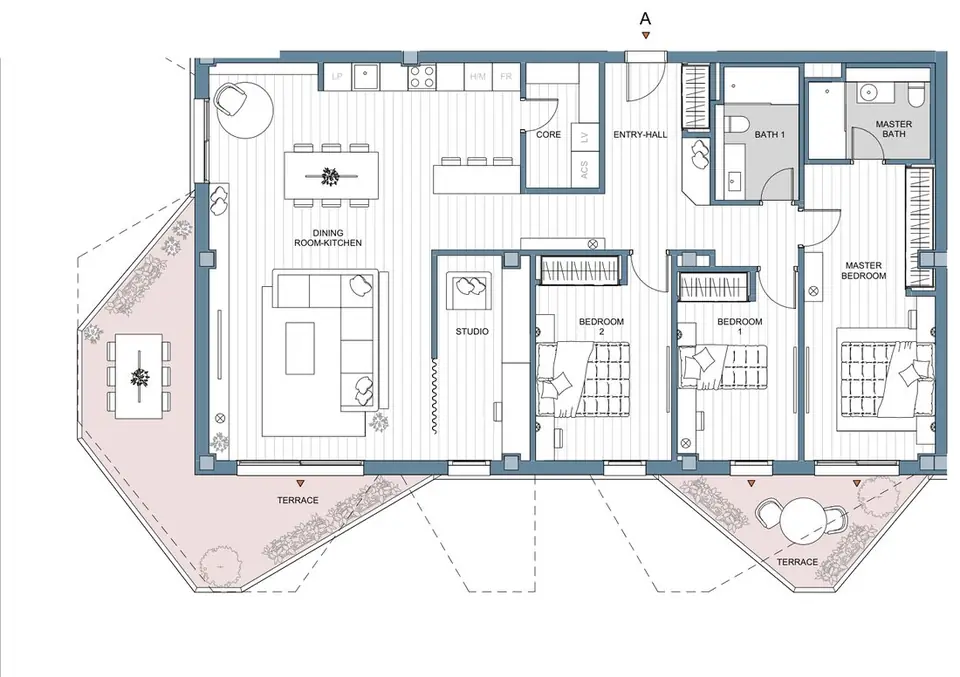 A
LP
H/M
FR
CORE
LV
ACS
ENTRY-HALL
BATH 1
MASTER
BATH
DINING
ROOM-KITCHEN
MASTER
BEDROOM
STUDIO
BEDROOM
2
BEDROOM
1
TERRACE
TERRACE